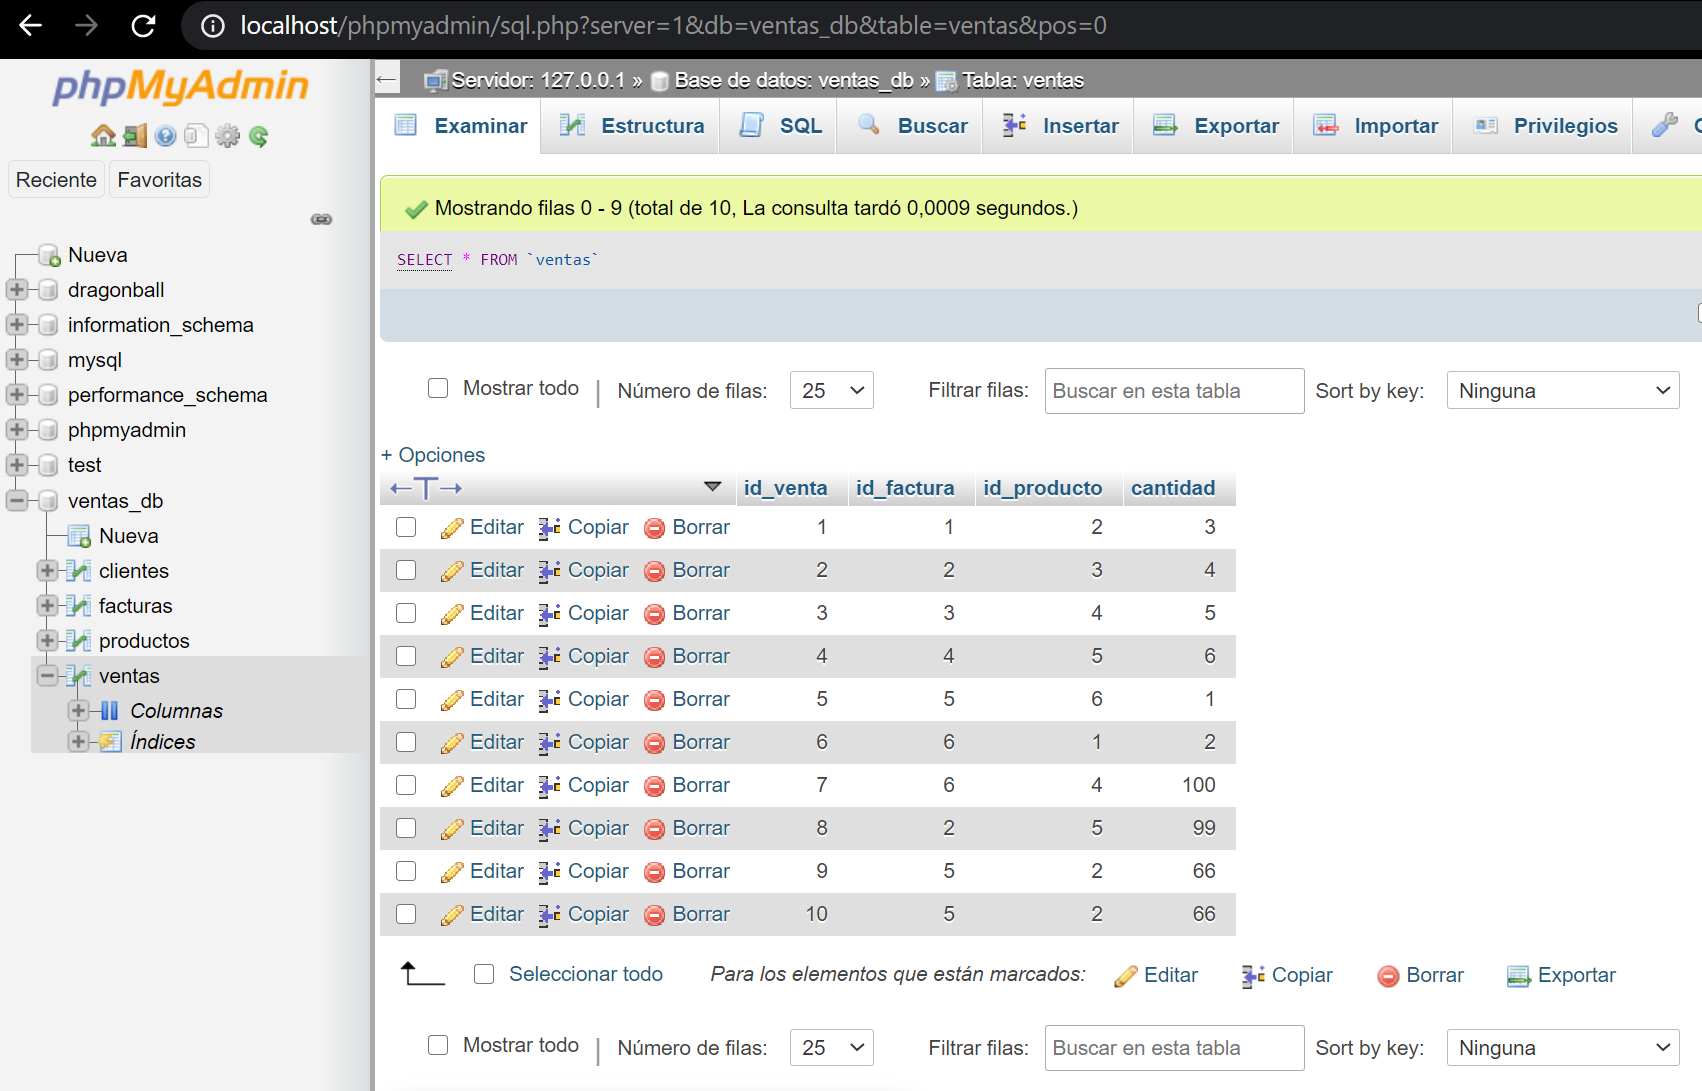 localhost/phpmyadmin/sql.php?server=1&db=ventas_db&table=ventas&pos=0
phpMyAdmin
Reciente Favoritas
Nueva
dragonball
information_schema
mysql
performance_schema
phpmyadmin
test
ventas_db
Nueva
clientes
facturas
productos
ventas
Columnas
Índices
Servidor: 127.0.0.1 » Base de datos: ventas_db » Tabla: ventas
Examinar Estructura SQL Buscar Insertar Exportar Importar Privilegios
Mostrando filas 0 - 9 (total de 10, La consulta tardó 0,0009 segundos.)
SELECT * FROM `ventas`
Mostrar todo | Número de filas: 25 Filtrar filas: Buscar en esta tabla Sort by key: Ninguna
+ Opciones
←T→ id_venta id_factura id_producto cantidad
Editar Copiar Borrar 1 1 2 3
Editar Copiar Borrar 2 2 3 4
Editar Copiar Borrar 3 3 4 5
Editar Copiar Borrar 4 4 5 6
Editar Copiar Borrar 5 5 6 1
Editar Copiar Borrar 6 6 1 2
Editar Copiar Borrar 7 6 4 100
Editar Copiar Borrar 8 2 5 99
Editar Copiar Borrar 9 5 2 66
Editar Copiar Borrar 10 5 2 66
Seleccionar todo Para los elementos que están marcados: Editar Copiar Borrar Exportar
Mostrar todo | Número de filas: 25 Filtrar filas: Buscar en esta tabla Sort by key: Ninguna